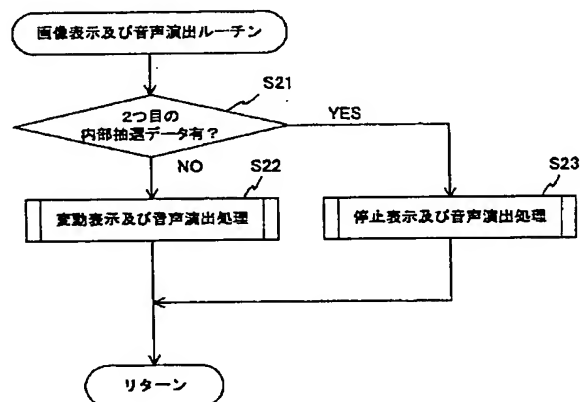 画像表示及び音声演出ルーチン
S21
2つ目の
内部抽選データ有?
YES
NO
S22
S23
変動表示及び音声演出処理
停止表示及び音声演出処理
リターン